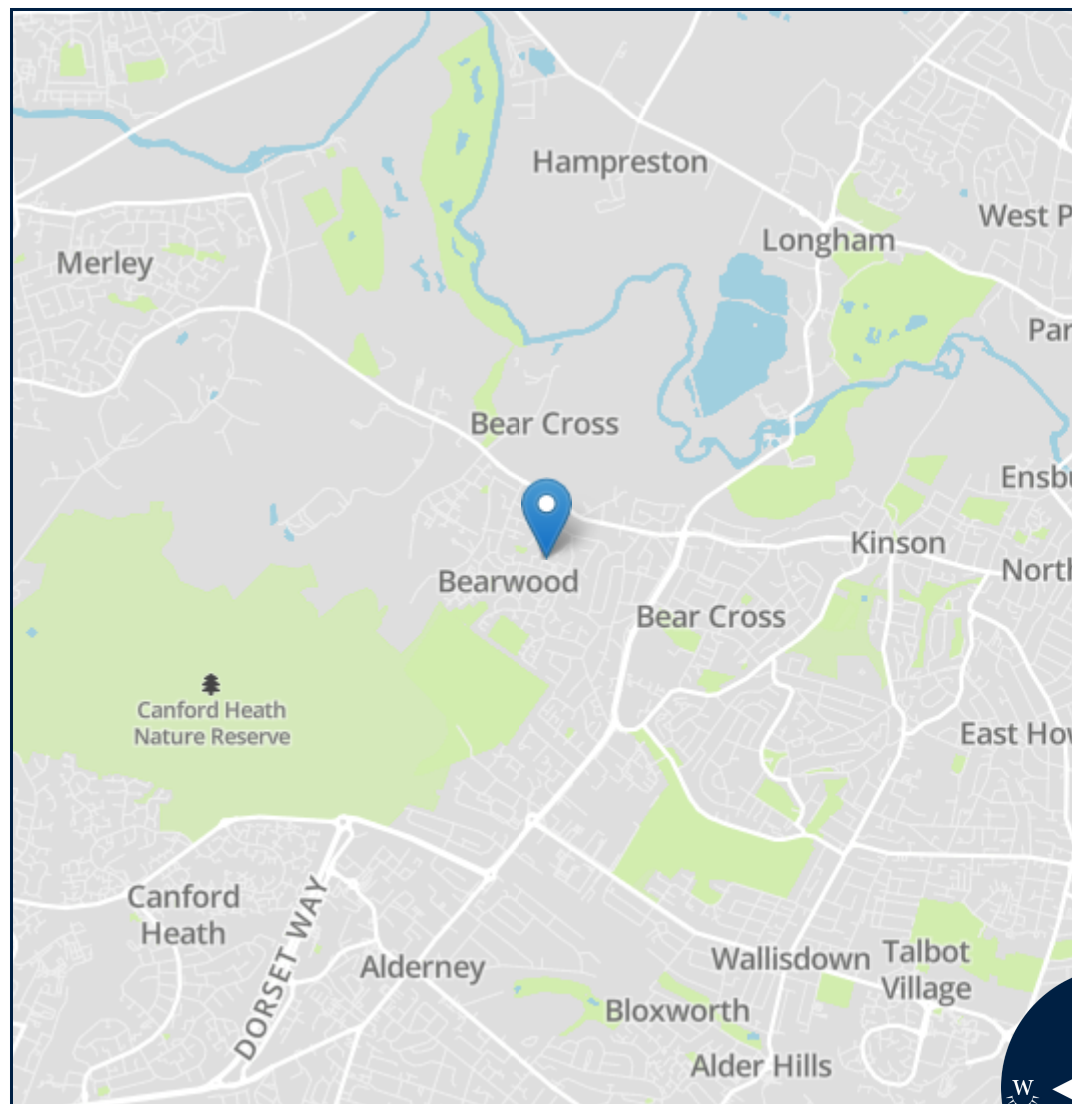 Hampreston
West P
Longham
Merley
Par
Bear Cross
Ensbu
Kinson
North
Bearwood
Bear Cross
Canford Heath
Nature Reserve
East Ho
Canford
Heath
DORSET WAY
Alderney
Wallisdown
Talbot
Village
Bloxworth
Alder Hills
W